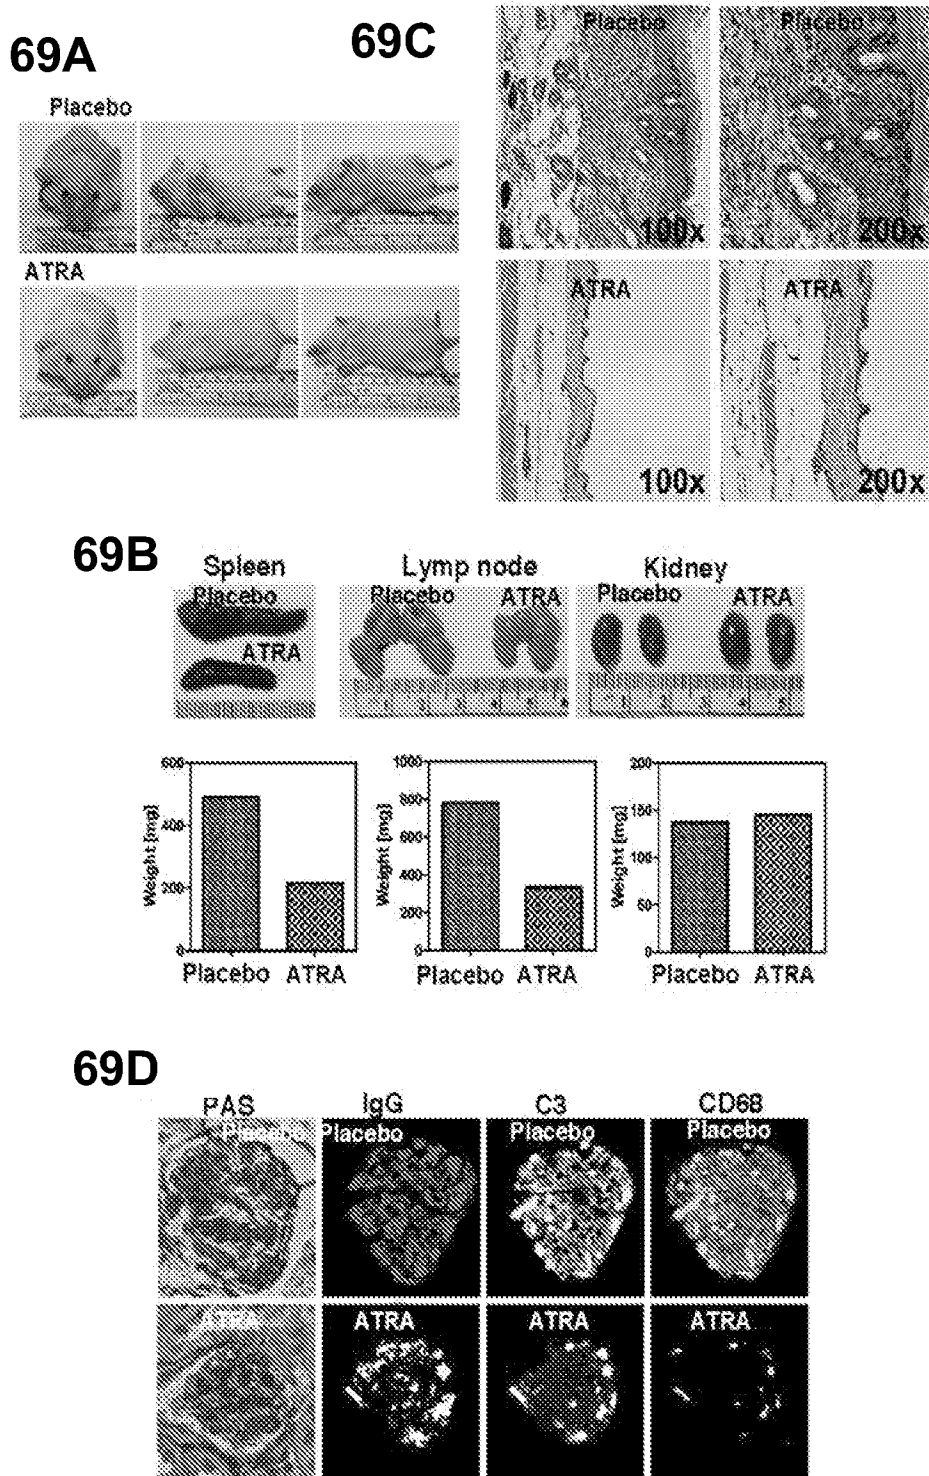 69A
69C
Placebo
Placebo
Placebo
100x
200x
ATRA
ATRA
ATRA
100x
200x
69B
Spleen
Lymp node
Kidney
Placebo
Placebo
ATRA
Placebo
ATRA
ATRA
600
400
200
0
Weight [mg]
Placebo ATRA
1000
800
600
400
200
0
Weight [mg]
Placebo ATRA
200
150
100
50
0
Weight [mg]
Placebo ATRA
69D
PAS
IgG
C3
CD68
Placebo
Placebo
Placebo
Placebo
ATRA
ATRA
ATRA
ATRA